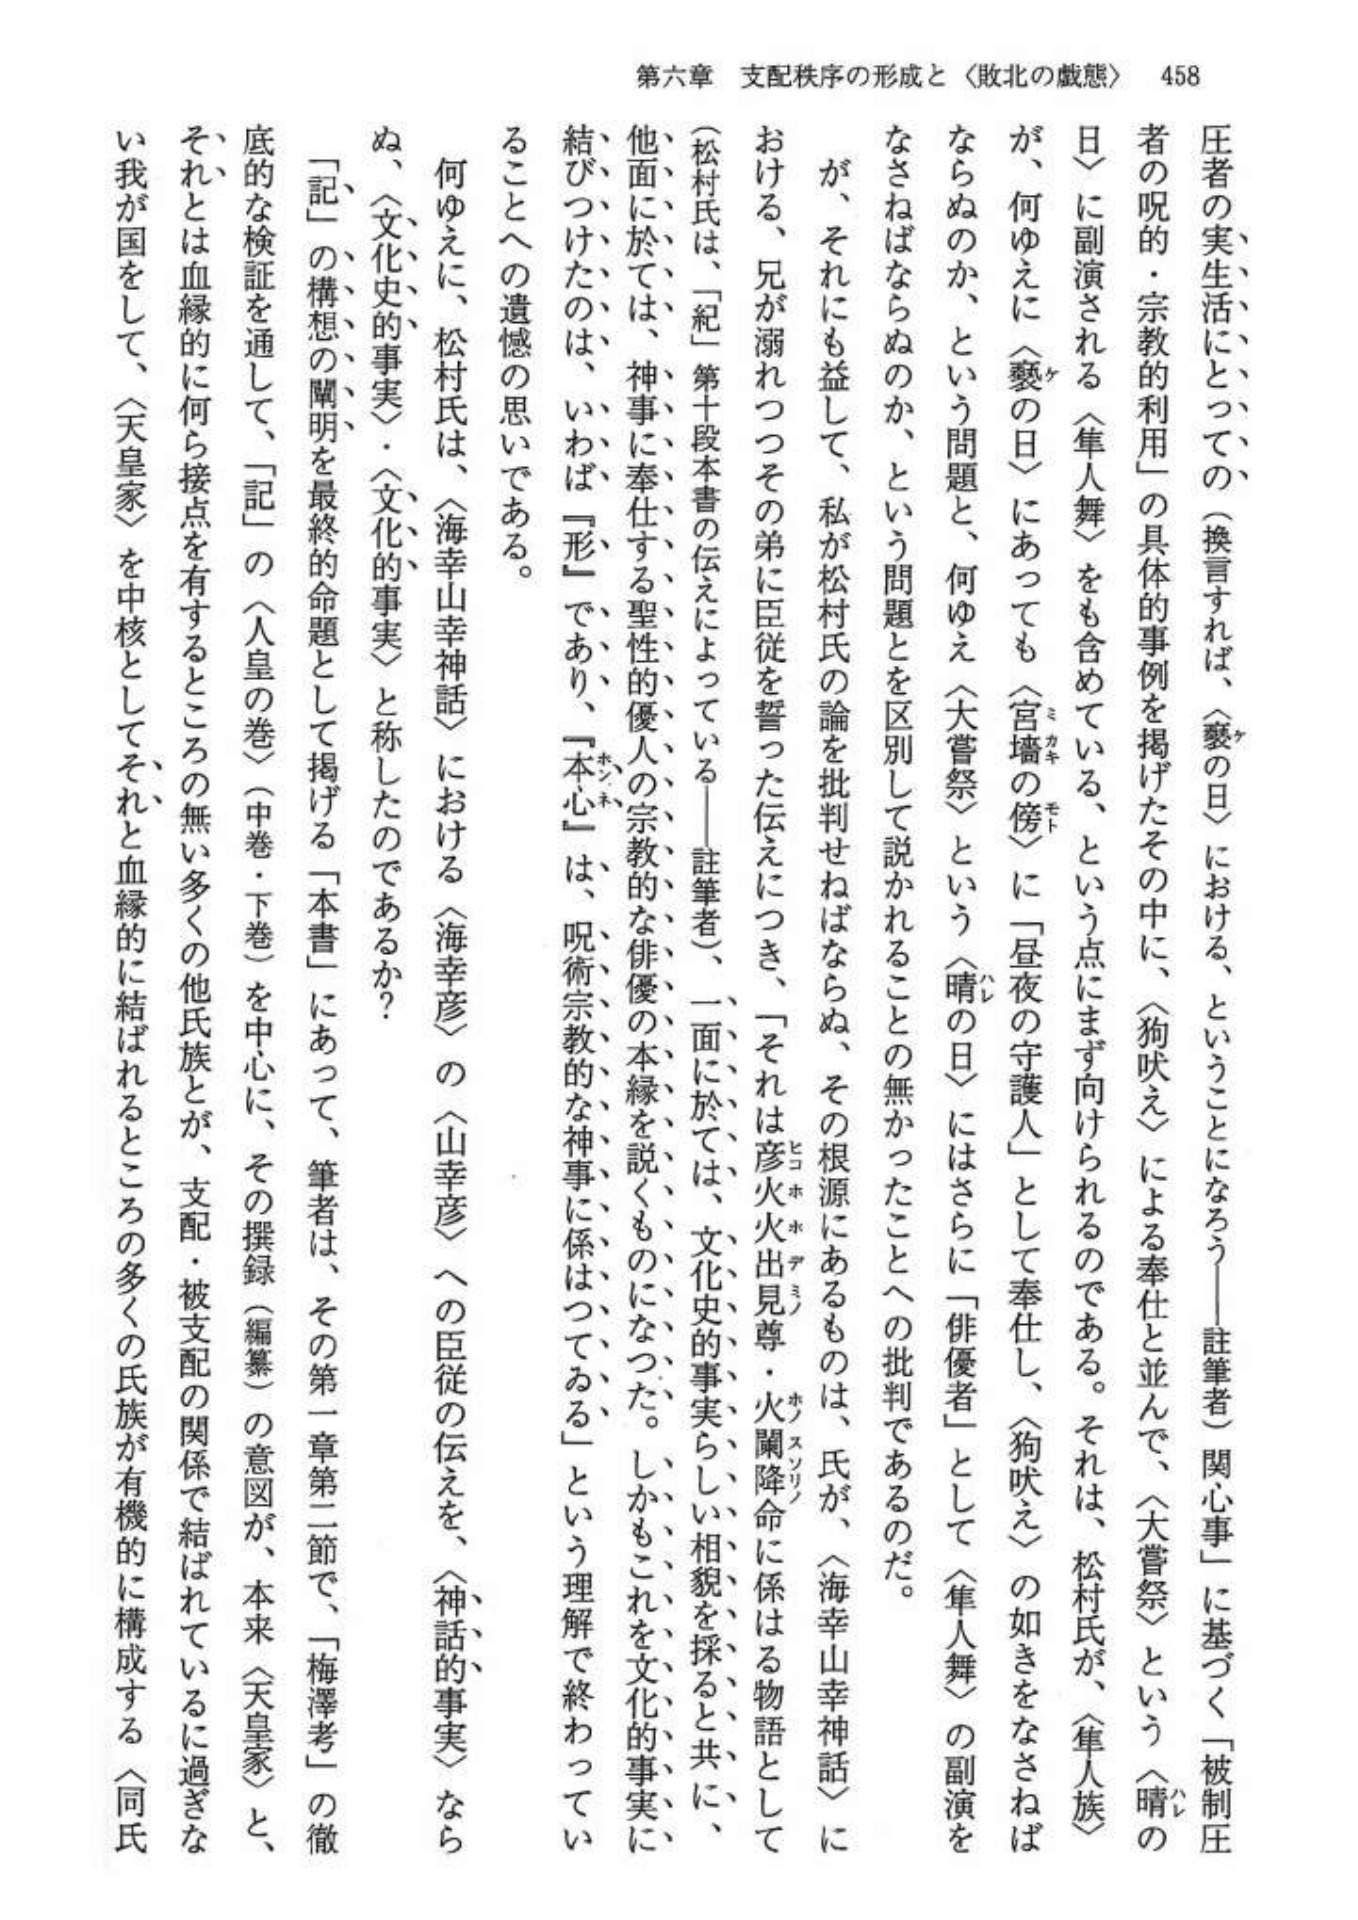 第六章　支配秩序の形成と〈敗北の戯態〉　458
圧者の実生活にとっての（換言すれば、〈褻の日〉における、ということになろう――註筆者）関心事」に基づく「被制圧
者の呪的・宗教的利用」の具体的事例を掲げたその中に、〈狗吠え〉による奉仕と並んで、〈大嘗祭〉という〈晴の
日〉に副演される〈隼人舞〉をも含めている、という点にまず向けられるのである。それは、松村氏が、〈隼人族〉
が、何ゆえに〈褻の日〉にあっても〈宮墻の傍〉に「昼夜の守護人」として奉仕し、〈狗吠え〉の如きをなさねば
ならぬのか、という問題と、何ゆえ〈大嘗祭〉という〈晴の日〉にはさらに「俳優者」として〈隼人舞〉の副演を
なさねばならぬのか、という問題とを区別して説かれることの無かったことへの批判であるのだ。
が、それにも益して、私が松村氏の論を批判せねばならぬ、その根源にあるものは、氏が、〈海幸山幸神話〉に
おける、兄が溺れつつその弟に臣従を誓った伝えにつき、「それは彦火火出見尊・火闌降命に係はる物語として
（松村氏は、「紀」第十段本書の伝えによっている――註筆者）、一面に於ては、文化史的事実らしい相貌を採ると共に、
他面に於ては、神事に奉仕する聖性的優人の宗教的な俳優の本縁を説くものになつた。しかもこれを文化的事実に
結びつけたのは、いわば『形』であり、『本心』は、呪術宗教的な神事に係はつてゐる」という理解で終わってい
ることへの遺憾の思いである。
何ゆえに、松村氏は、〈海幸山幸神話〉における〈海幸彦〉の〈山幸彦〉への臣従の伝えを、〈神話的事実〉なら
ぬ、〈文化史的事実〉・〈文化的事実〉と称したのであるか？
「記」の構想の闡明を最終的命題として掲げる「本書」にあって、筆者は、その第一章第二節で、「梅澤考」の徹
底的な検証を通して、「記」の〈人皇の巻〉（中巻・下巻）を中心に、その撰録（編纂）の意図が、本来〈天皇家〉と、
それとは血縁的に何ら接点を有するところの無い多くの他氏族とが、支配・被支配の関係で結ばれているに過ぎな
い我が国をして、〈天皇家〉を中核としてそれと血縁的に結ばれるところの多くの氏族が有機的に構成する〈同氏